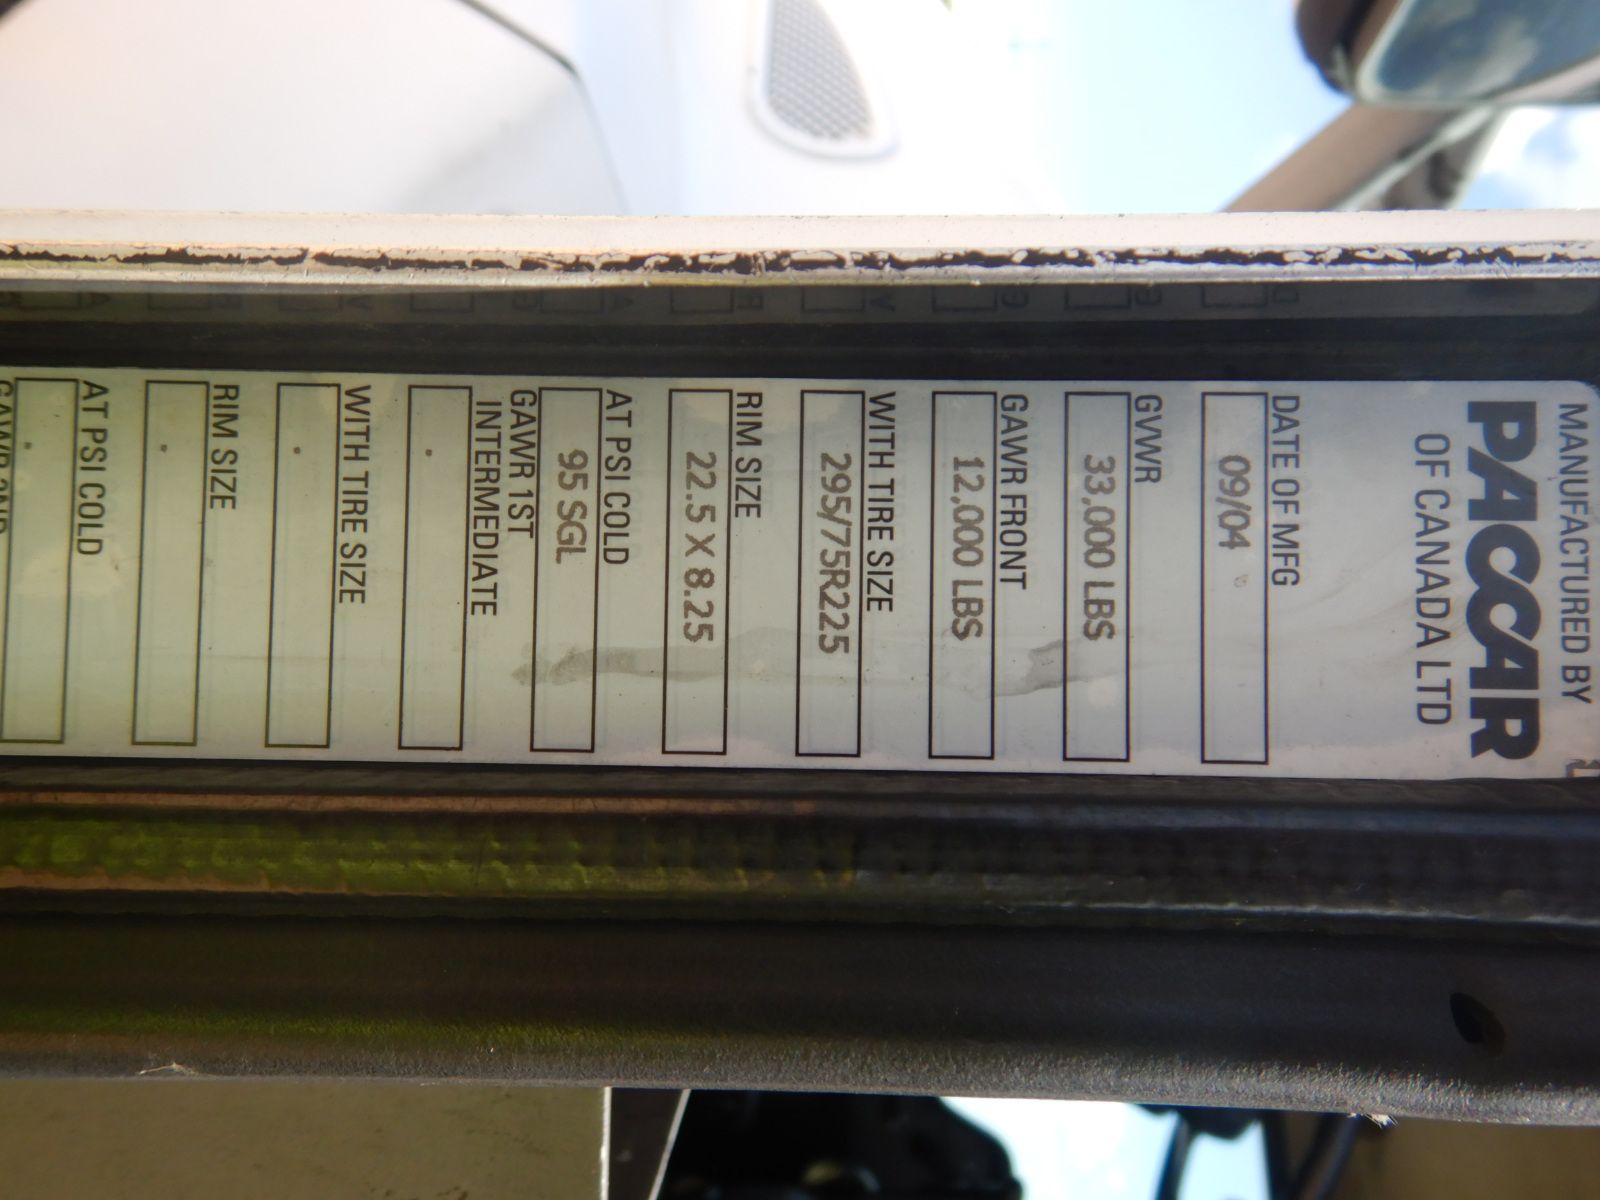 MANUFACTURED BY
PACCAR
OF CANADA LTD
DATE OF MFG
09/04
GVWR
33,000 LBS
GAWR FRONT
12,000 LBS
WITH TIRE SIZE
295/75R225
RIM SIZE
22.5 X 8.25
AT PSI COLD
95 SGL
GAWR 1ST
INTERMEDIATE
.
WITH TIRE SIZE
.
RIM SIZE
.
AT PSI COLD
.
GAWR 2ND